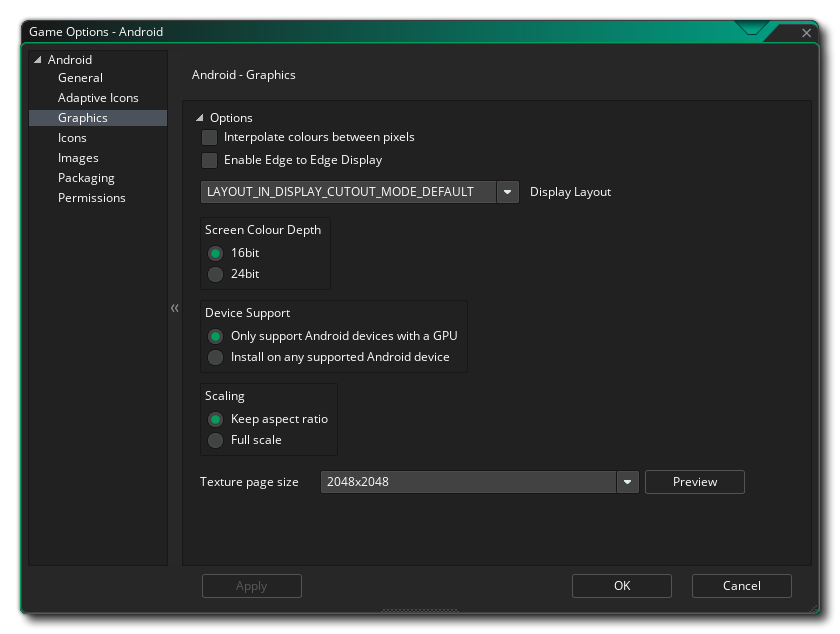 Game Options - Android
Android
General
Adaptive Icons
Graphics
Icons
Images
Packaging
Permissions
Android - Graphics
Options
Interpolate colours between pixels
Enable Edge to Edge Display
LAYOUT_IN_DISPLAY_CUTOUT_MODE_DEFAULT Display Layout
Screen Colour Depth
16bit
24bit
Device Support
Only support Android devices with a GPU
Install on any supported Android device
Scaling
Keep aspect ratio
Full scale
Texture page size 2048x2048 Preview
Apply OK Cancel